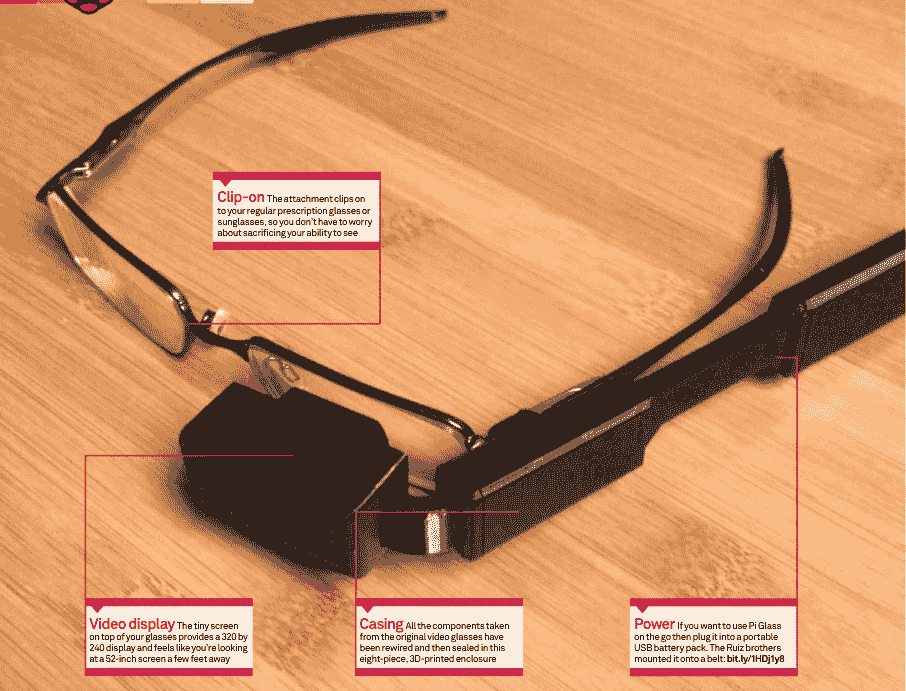 Clip-on The attachment clips on
to your regular prescription glasses or
sunglasses, so you don't have to worry
about sacrificing your ability to see
Video display The tiny screen
on top of your glasses provides a 320 by
240 display and feels like you're looking
at a 52-inch screen a few feet away
Casing All the components taken
from the original video glasses have
been rewired and then sealed in this
eight-piece, 3D-printed enclosure
Power If you want to use Pi Glass
on the go then plug it into a portable
USB battery pack. The Ruiz brothers
mounted it onto a belt: bit.ly/1HDj1y8